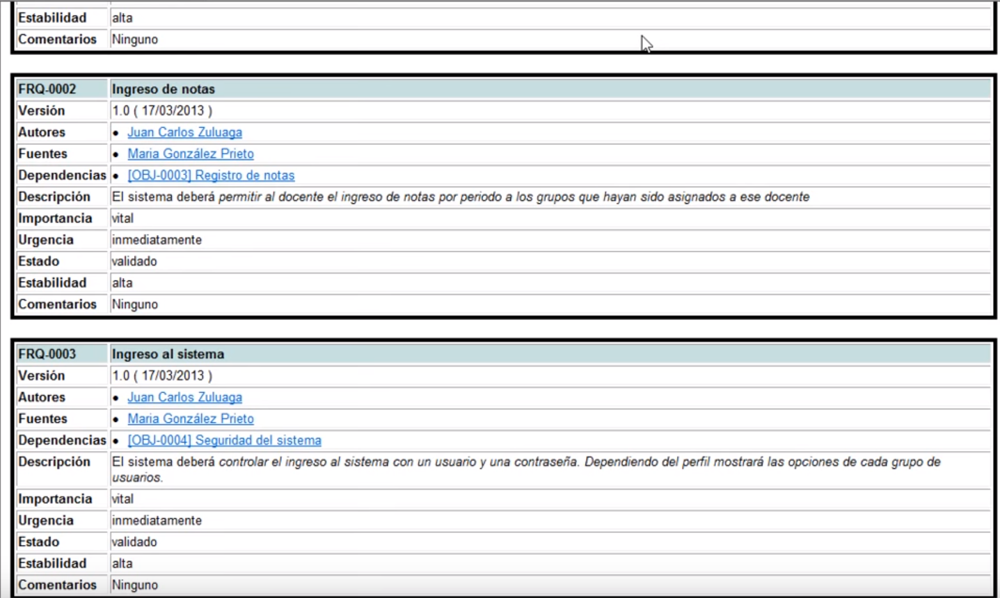 Estabilidad alta
Comentarios Ninguno
FRQ-0002 Ingreso de notas
Versión 1.0 ( 17/03/2013 )
Autores • Juan Carlos Zuluaga
Fuentes • Maria González Prieto
Dependencias • [OBJ-0003] Registro de notas
Descripción El sistema deberá permitir al docente el ingreso de notas por periodo a los grupos que hayan sido asignados a ese docente
Importancia vital
Urgencia inmediatamente
Estado validado
Estabilidad alta
Comentarios Ninguno
FRQ-0003 Ingreso al sistema
Versión 1.0 ( 17/03/2013 )
Autores • Juan Carlos Zuluaga
Fuentes • Maria González Prieto
Dependencias • [OBJ-0004] Seguridad del sistema
Descripción El sistema deberá controlar el ingreso al sistema con un usuario y una contraseña. Dependiendo del perfil mostrará las opciones de cada grupo de
usuarios.
Importancia vital
Urgencia inmediatamente
Estado validado
Estabilidad alta
Comentarios Ninguno